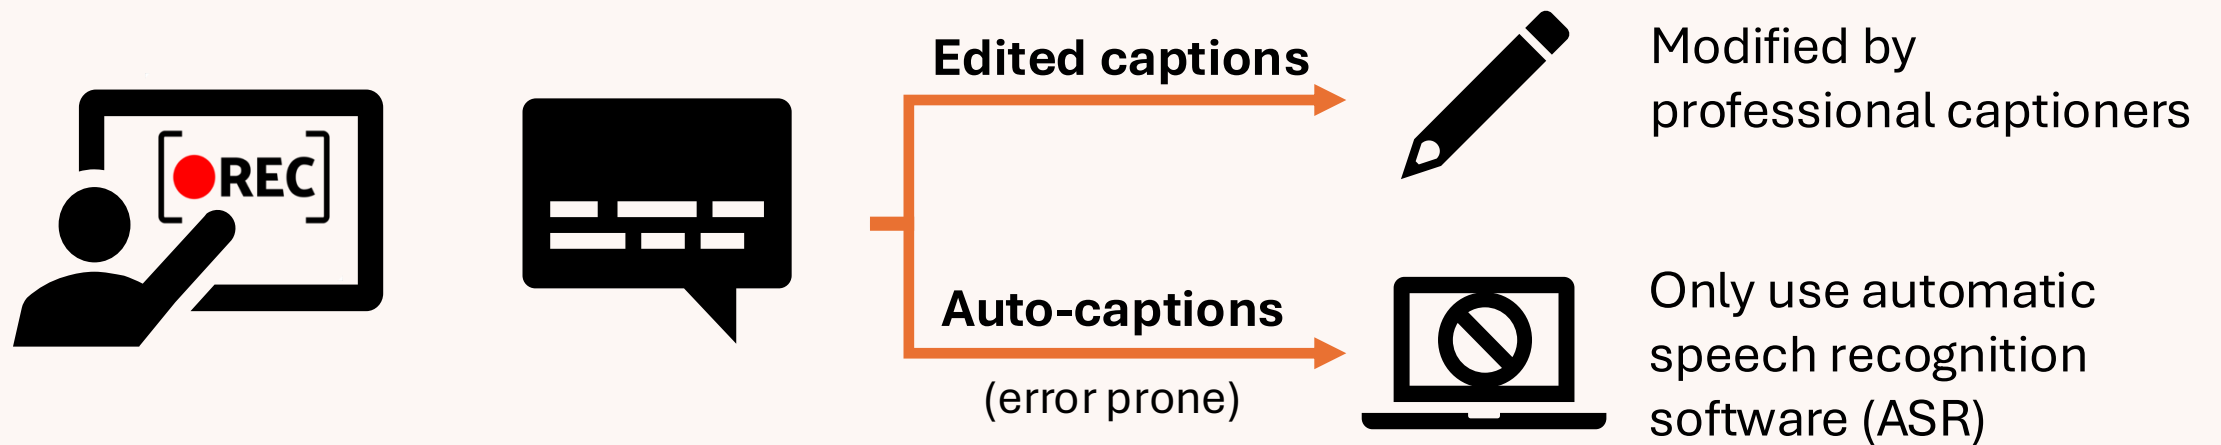 [●REC]
Edited captions
Modified by
professional captioners
Auto-captions
(error prone)
Only use automatic
speech recognition
software (ASR)